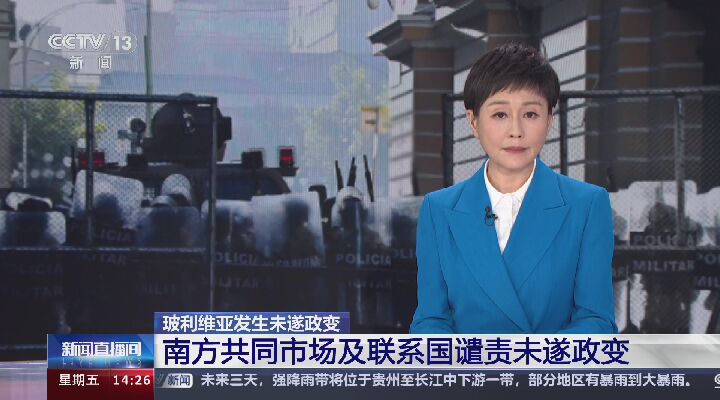 CCTV 13
新闻
POLICIA
MILITAR
POLICIA
MILITAR
POLICIA
MILITAR
玻利维亚发生未遂政变
新闻直播间
南方共同市场及联系国谴责未遂政变
星期五 14:26
新闻 未来三天，强降雨带将位于贵州至长江中下游一带，部分地区有暴雨到大暴雨。